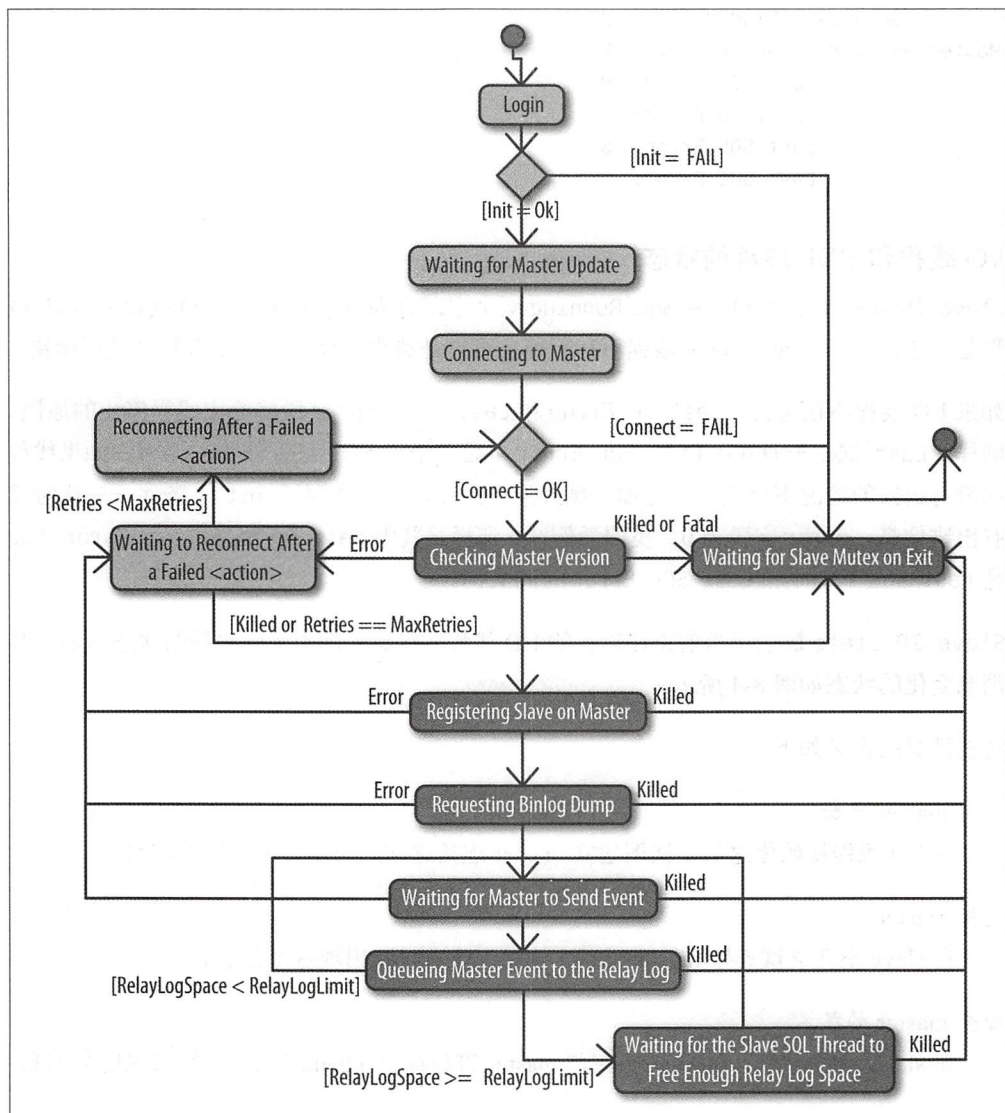 Login
[Init = FAIL]
[Init = Ok]
Waiting for Master Update
Connecting to Master
Reconnecting After a Failed
<action>
[Connect = FAIL]
[Connect = OK]
[Retries <MaxRetries]
Killed or Fatal
Waiting to Reconnect After
a Failed <action>
Error
Checking Master Version
Waiting for Slave Mutex on Exit
[Killed or Retries == MaxRetries]
Error
Registering Slave on Master
Killed
Error
Requesting Binlog Dump
Killed
Waiting for Master to Send Event
Killed
Queueing Master Event to the Relay Log
Killed
[RelayLogSpace < RelayLogLimit]
Waiting for the Slave SQL Thread to
Free Enough Relay Log Space
Killed
[RelayLogSpace >= RelayLogLimit]